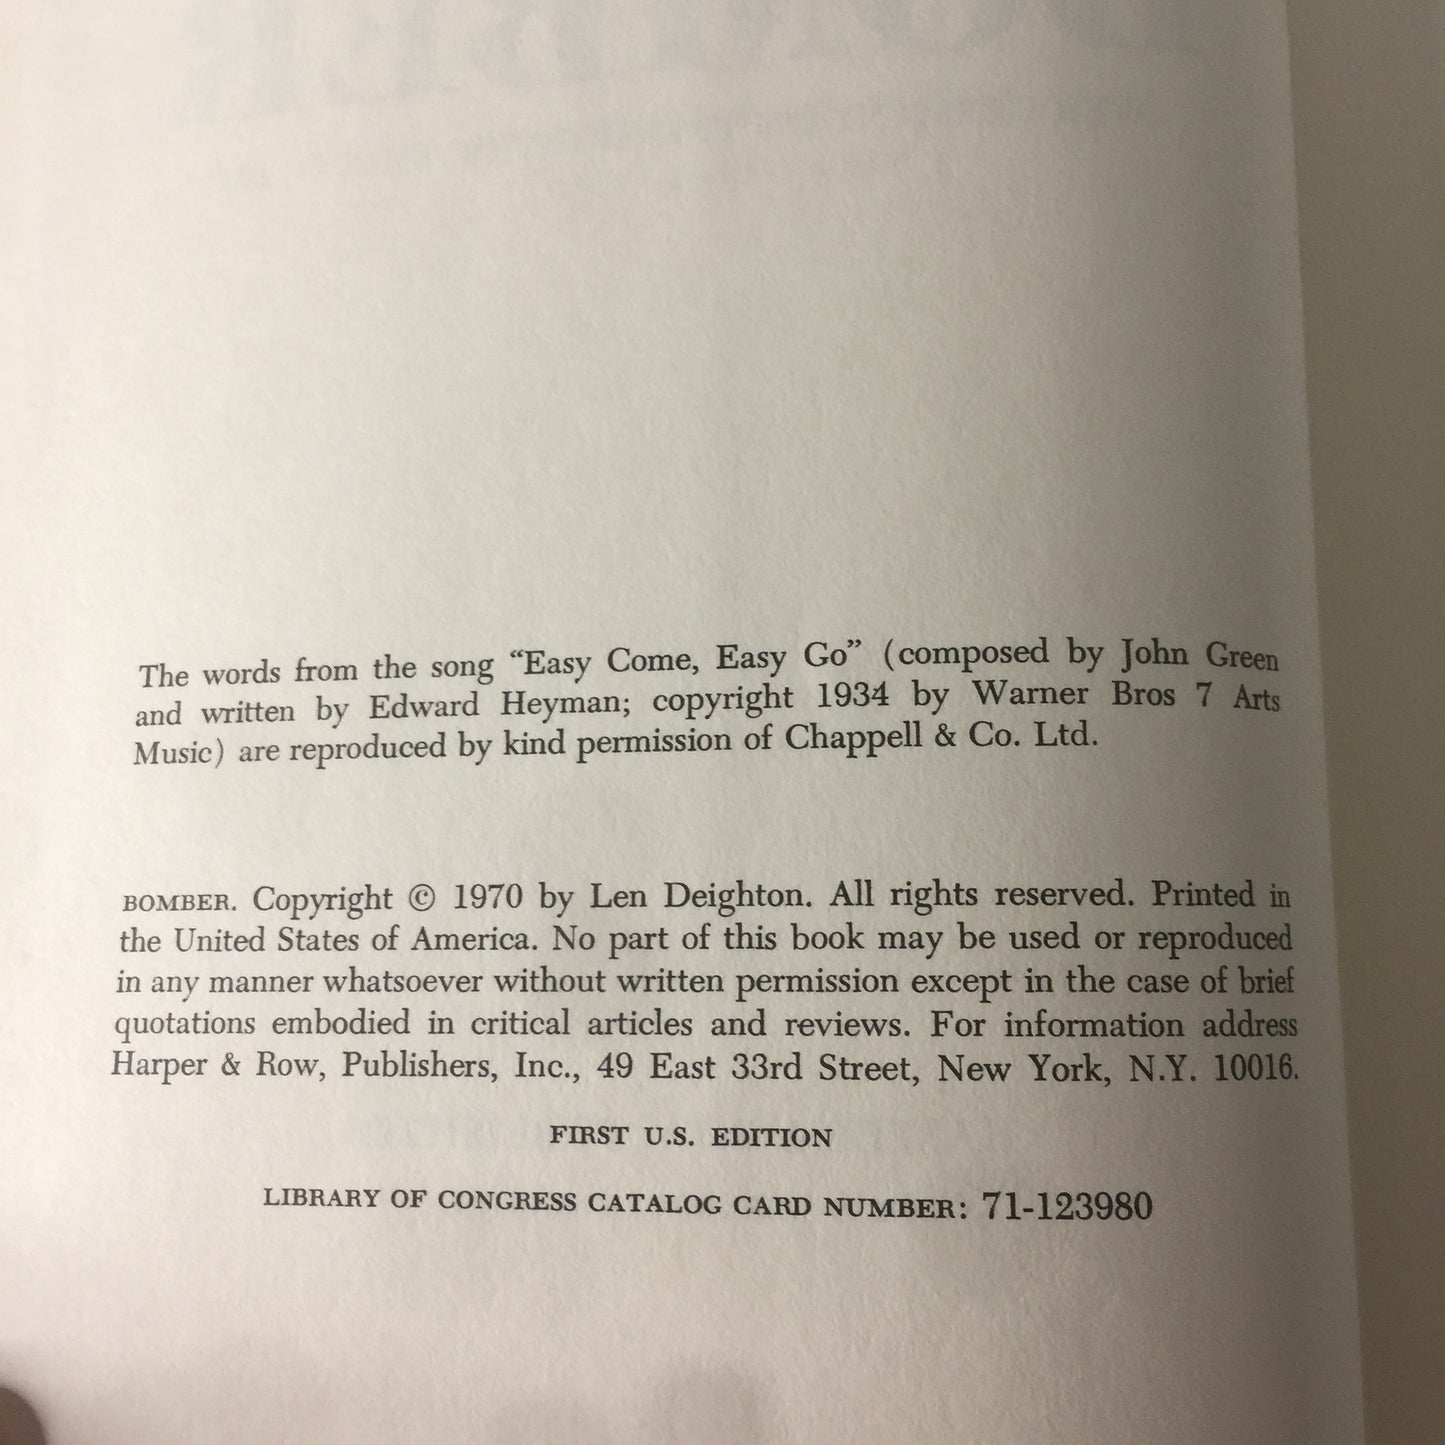 The words from the song “Easy Come, Easy Go” (composed by John Green
and written by Edward Heyman; copyright 1934 by Warner Bros 7 Arts
Music) are reproduced by kind permission of Chappell & Co. Ltd.
BOMBER. Copyright © 1970 by Len Deighton. All rights reserved. Printed in
the United States of America. No part of this book may be used or reproduced
in any manner whatsoever without written permission except in the case of brief
quotations embodied in critical articles and reviews. For information address
Harper & Row, Publishers, Inc., 49 East 33rd Street, New York, N.Y. 10016.
FIRST U.S. EDITION
LIBRARY OF CONGRESS CATALOG CARD NUMBER: 71-123980